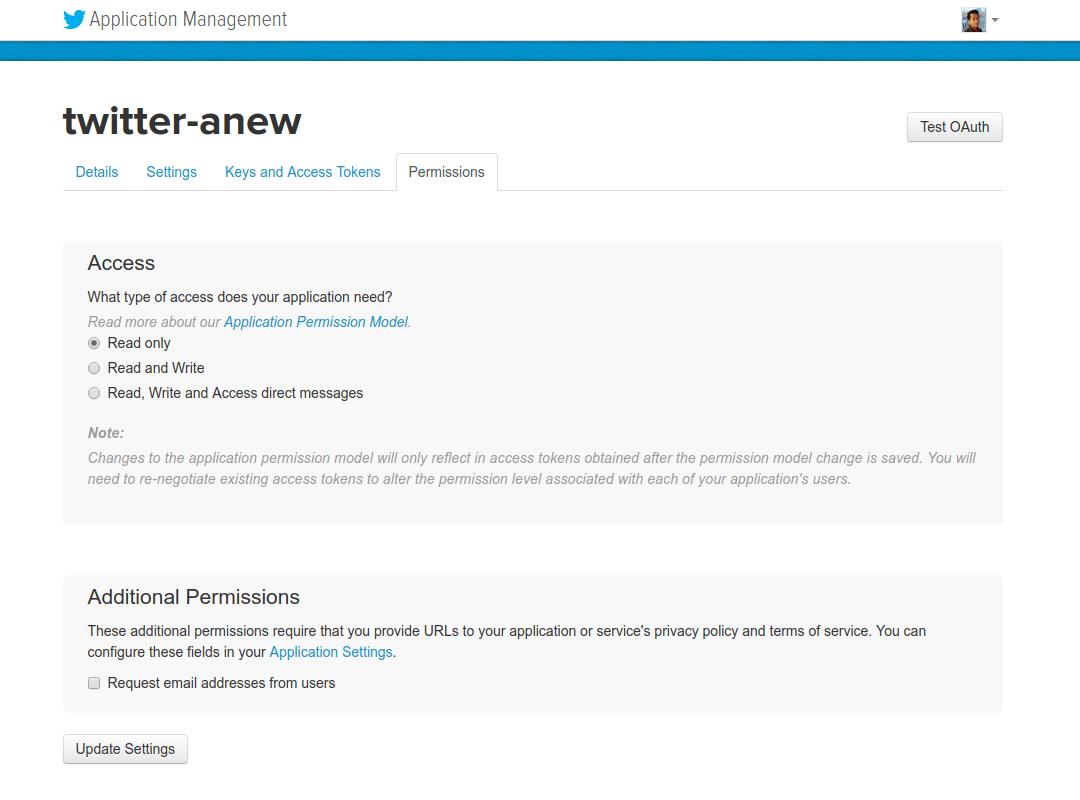 Application Management
twitter-anew
Test OAuth
Details Settings Keys and Access Tokens Permissions
Access
What type of access does your application need?
Read more about our Application Permission Model.
Read only
Read and Write
Read, Write and Access direct messages
Note:
Changes to the application permission model will only reflect in access tokens obtained after the permission model change is saved. You will
need to re-negotiate existing access tokens to alter the permission level associated with each of your application's users.
Additional Permissions
These additional permissions require that you provide URLs to your application or service's privacy policy and terms of service. You can
configure these fields in your Application Settings.
Request email addresses from users
Update Settings